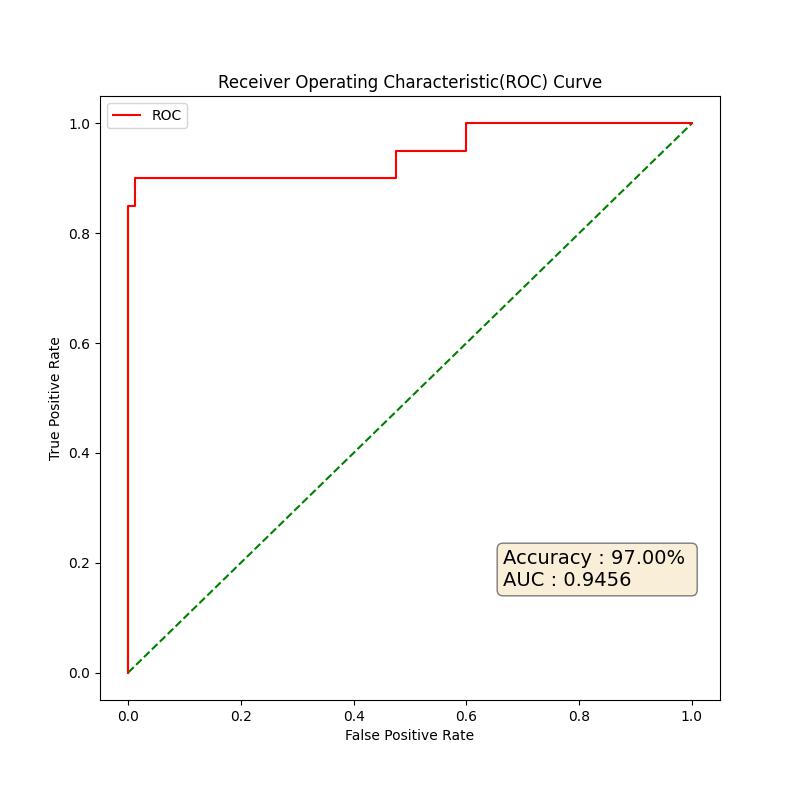 Receiver Operating Characteristic(ROC) Curve
ROC
1.0
0.8
0.6
0.4
0.2
0.0
True Positive Rate
Accuracy : 97.00%
AUC : 0.9456
0.0 0.2 0.4 0.6 0.8 1.0
False Positive Rate